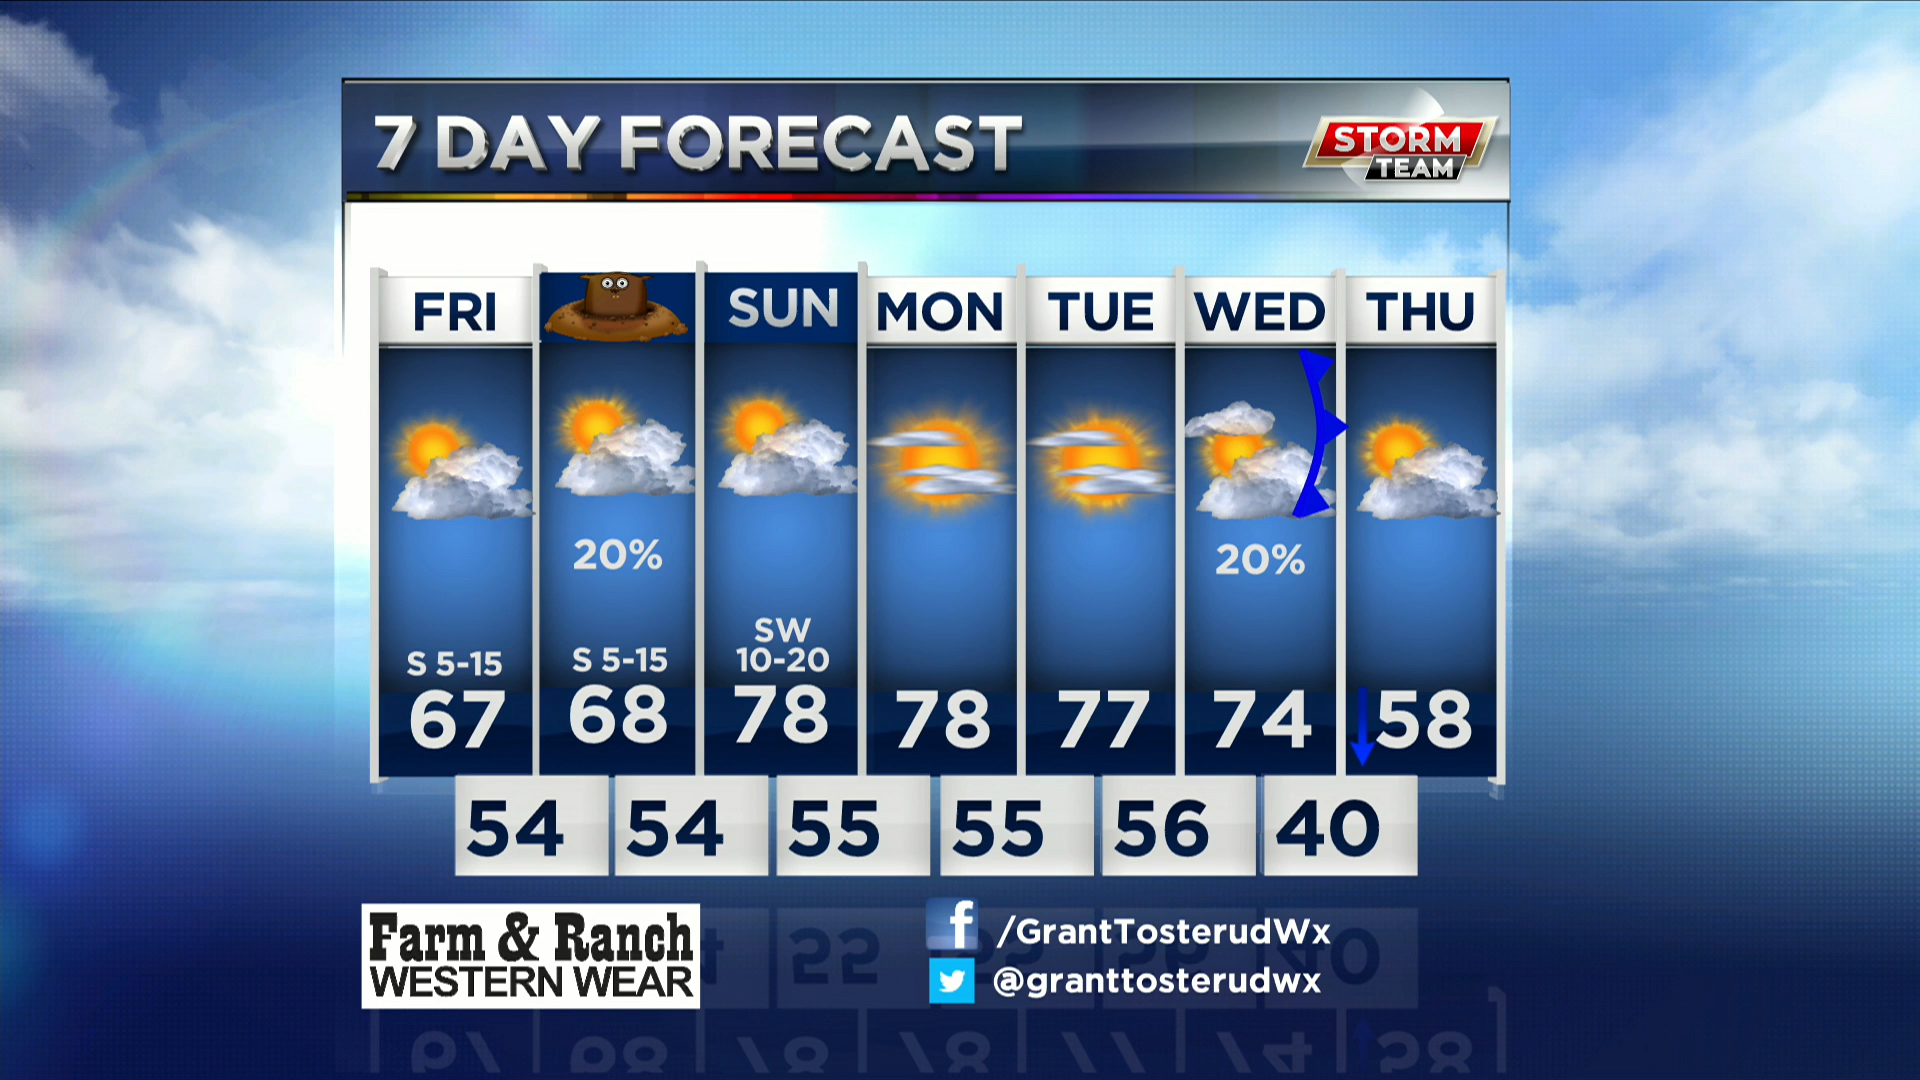 7 DAY FORECAST
STORM
TEAM
FRI
SUN
MON
TUE
WED
THU
20%
20%
S 5-15
S 5-15
SW
10-20
67
68
78
78
77
74
58
54
54
55
55
56
40
Farm & Ranch
WESTERN WEAR
f /GrantTosterudWx
@granttosterudwx